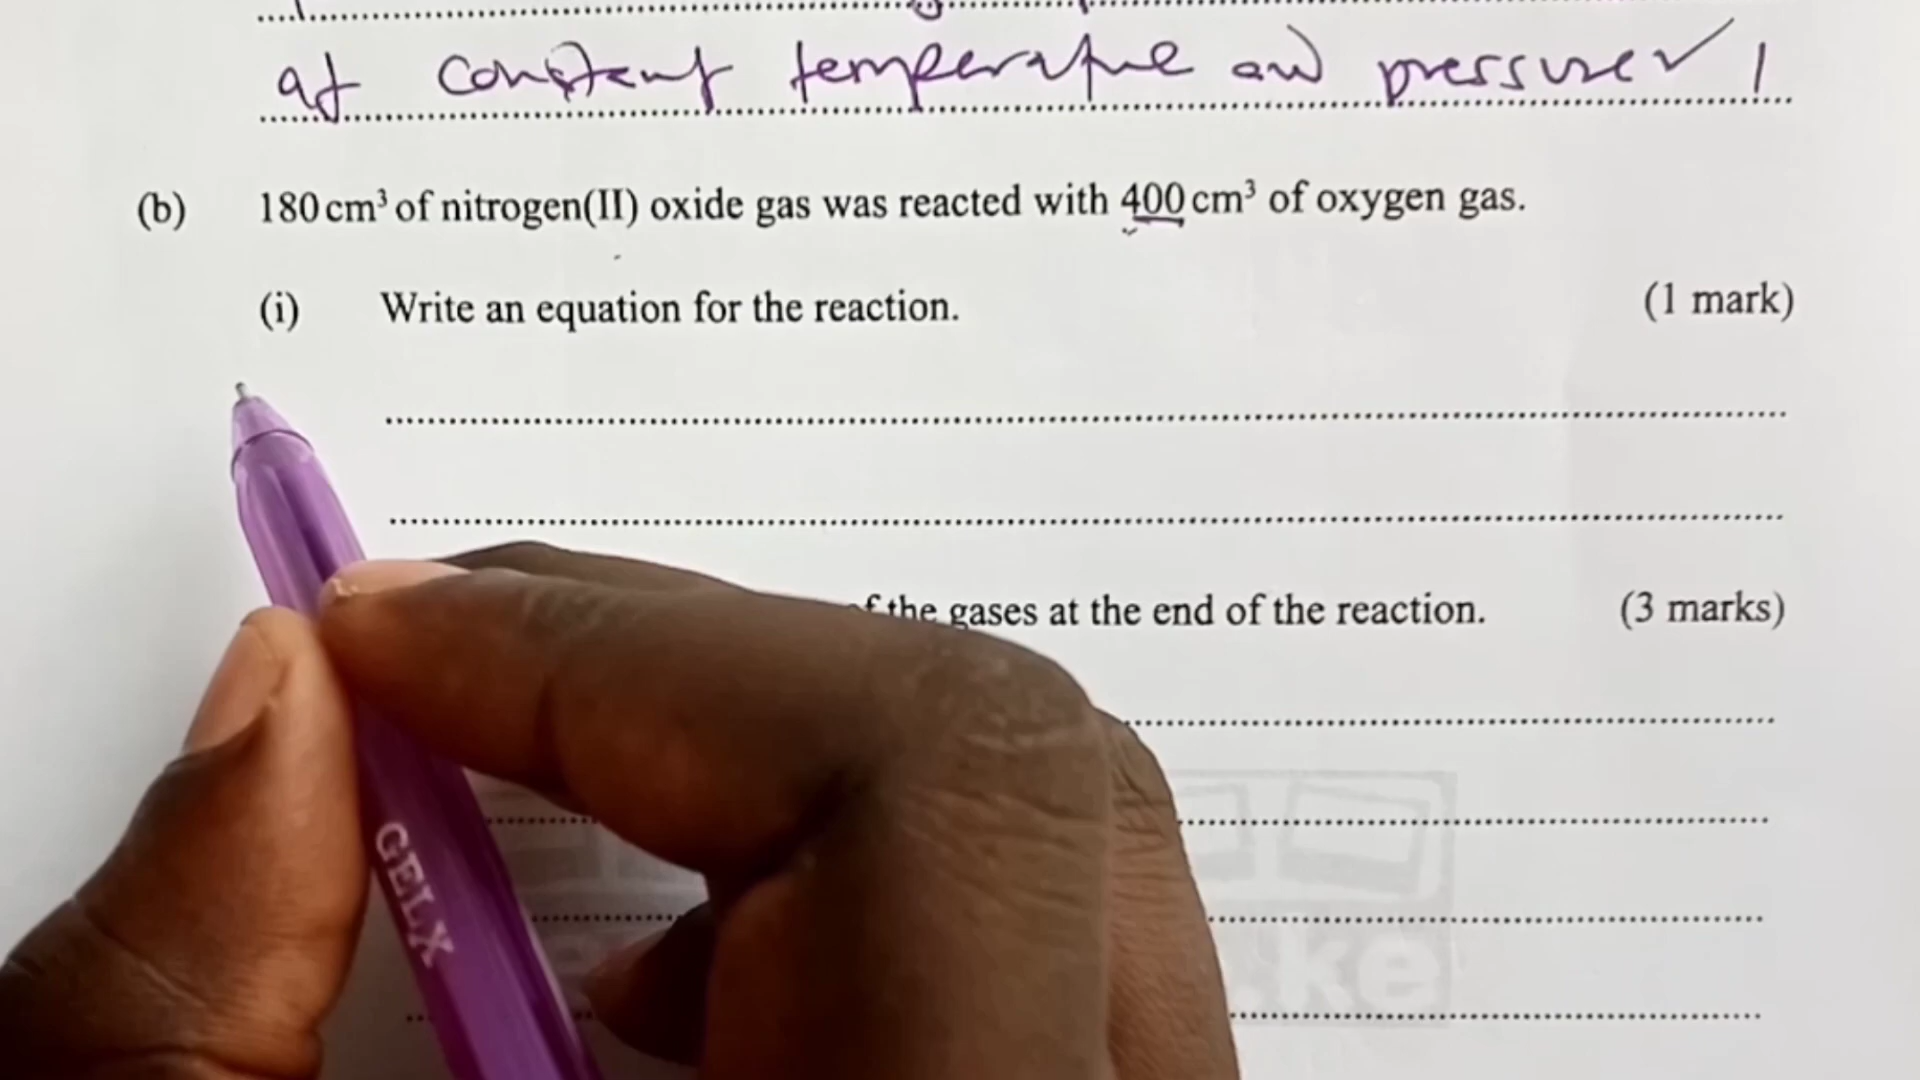 at constant temperature and pressure ✓ 1
(b) 180 cm³ of nitrogen(II) oxide gas was reacted with 400 cm³ of oxygen gas.
(i) Write an equation for the reaction. (1 mark)
the gases at the end of the reaction. (3 marks)
GELX
.ke